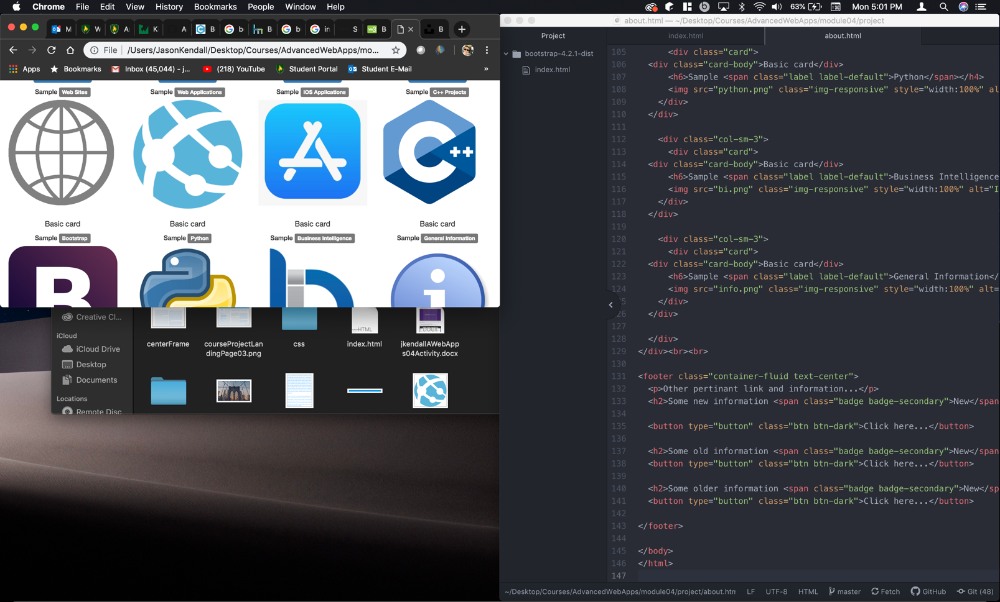 Chrome File Edit View History Bookmarks People Window Help
63% Mon 5:01 PM
File /Users/JasonKendall/Desktop/Courses/AdvancedWebApps/mo...
Apps Bookmarks Inbox (45,044) – j... (218) YouTube Student Portal Student E-Mail »
Sample Web Sites Sample Web Applications Sample IOS Applications Sample C++ Projects
Basic card Basic card Basic card Basic card
Sample Bootstrap Sample Python Sample Business Intelligence Sample General Information
Creative Cl...
iCloud
iCloud Drive
Desktop
Documents
Locations
Remote Disc
centerFrame
courseProjectLan
dingPage03.png
css
HTML
index.html
DOCX
jkendallAWebApp
s04Activity.docx
about.html — ~/Desktop/Courses/AdvancedWebApps/module04/project
Project index.html about.html
bootstrap-4.2.1-dist
index.html
105 <div class="card">
106 <div class="card-body">Basic card</div>
107 <h6>Sample <span class="label label-default">Python</span></h4>
108 <img src="python.png" class="img-responsive" style="width:100%" al
109 </div>
110 </div>
111
112 <div class="col-sm-3">
113 <div class="card">
114 <div class="card-body">Basic card</div>
115 <h6>Sample <span class="label label-default">Business Intelligence
116 <img src="bi.png" class="img-responsive" style="width:100%" alt="I
117 </div>
118 </div>
119
120 <div class="col-sm-3">
121 <div class="card">
122 <div class="card-body">Basic card</div>
123 <h6>Sample <span class="label label-default">General Information</
124 <img src="info.png" class="img-responsive" style="width:100%" alt=
</div>
26 </div>
127
128 </div>
129 </div><br><br>
130
131 <footer class="container-fluid text-center">
132 <p>Other pertinant link and information...</p>
133 <h2>Some new information <span class="badge badge-secondary">New</span
134
135 <button type="button" class="btn btn-dark">Click here...</button>
136
137 <h2>Some old information <span class="badge badge-secondary">New</span
138 <button type="button" class="btn btn-dark">Click here...</button>
139
140 <h2>Some older information <span class="badge badge-secondary">New</sp
141 <button type="button" class="btn btn-dark">Click here...</button>
142
143 </footer>
144
145 </body>
146 </html>
147
~/Desktop/Courses/AdvancedWebApps/module04/project/about.htm LF UTF-8 HTML master Fetch GitHub Git (48)